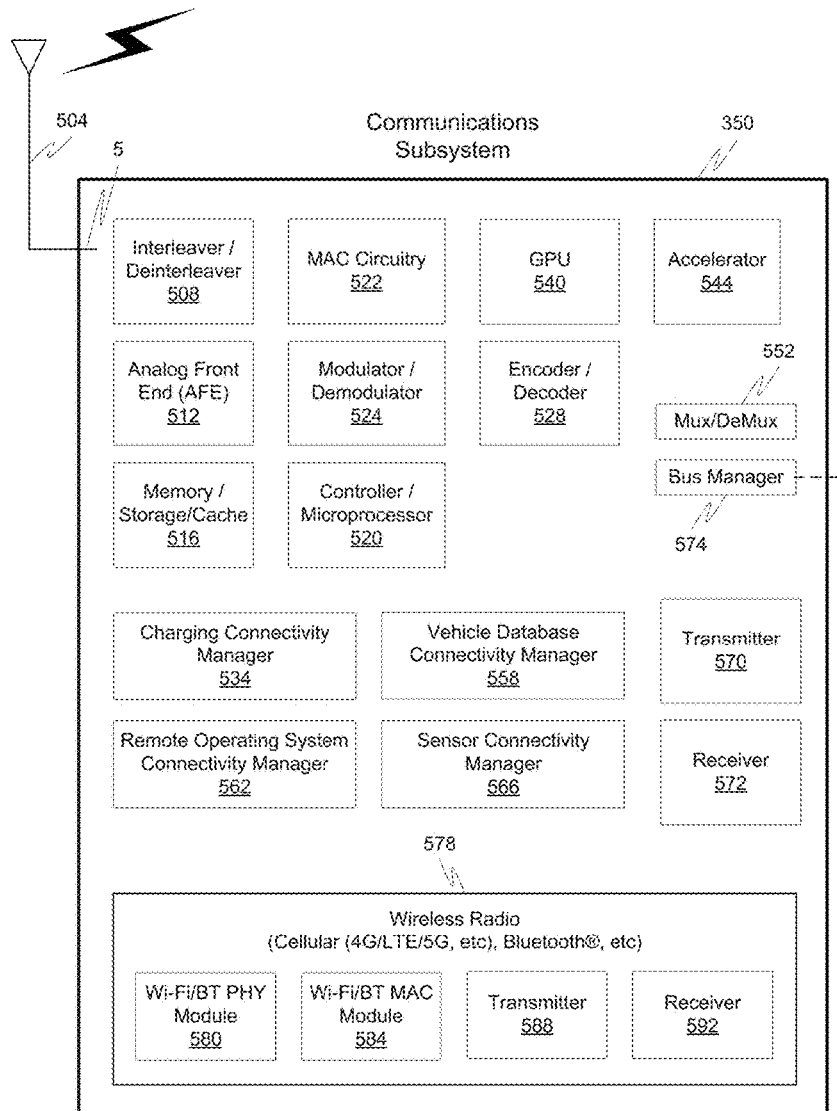 504
5
Communications
Subsystem
350
Interleaver /
Deinterleaver
508
MAC Circuitry
522
GPU
540
Accelerator
544
Analog Front
End (AFE)
512
Modulator /
Demodulator
524
Encoder /
Decoder
528
552
Mux/DeMux
Memory /
Storage/Cache
516
Controller /
Microprocessor
520
Bus Manager
574
Charging Connectivity
Manager
534
Vehicle Database
Connectivity Manager
558
Transmitter
570
Remote Operating System
Connectivity Manager
562
Sensor Connectivity
Manager
566
Receiver
572
578
Wireless Radio
(Cellular (4G/LTE/5G, etc), Bluetooth®, etc)
Wi-Fi/BT PHY
Module
580
Wi-Fi/BT MAC
Module
584
Transmitter
588
Receiver
592